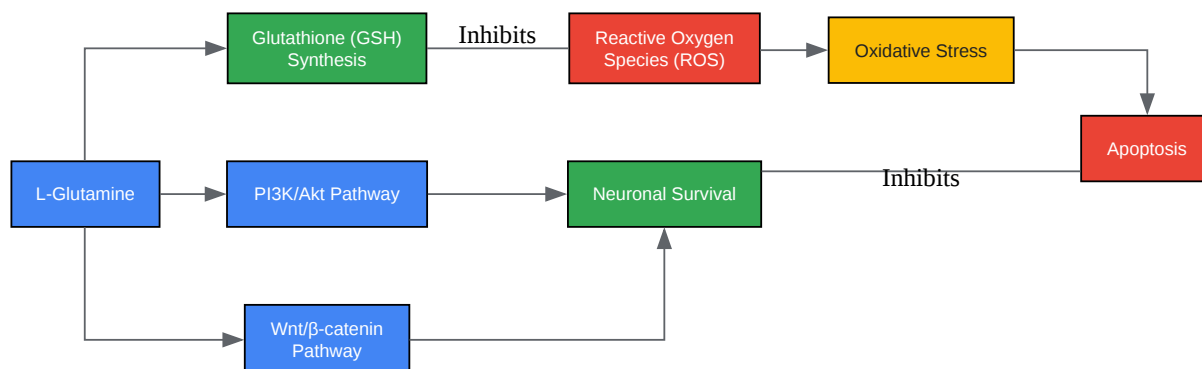 Glutathione (GSH)
Synthesis
Inhibits
Reactive Oxygen
Species (ROS)
Oxidative Stress
Apoptosis
L-Glutamine
PI3K/Akt Pathway
Neuronal Survival
Inhibits
Wnt/β-catenin
Pathway